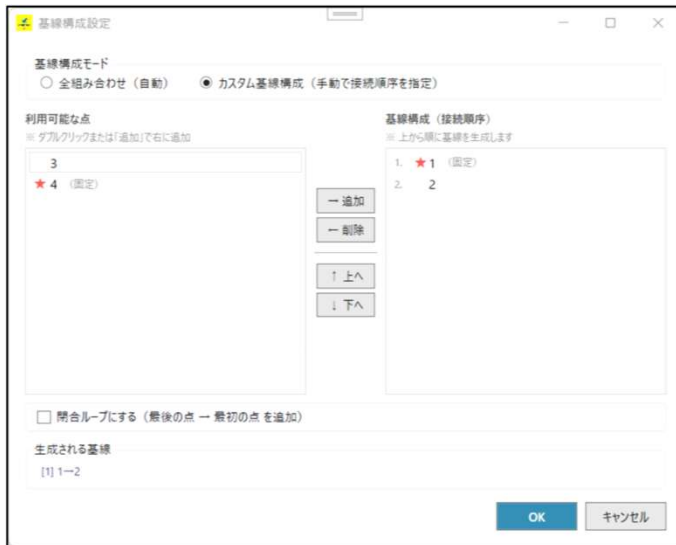 基線構成設定
基線構成モード
全組み合わせ（自動） カスタム基線構成（手動で接続順序を指定）
利用可能な点
※ ダブルクリックまたは「追加」で右に追加
3
★ 4 （固定）
→ 追加
← 削除
↑ 上へ
↓ 下へ
基線構成（接続順序）
※ 上から順に基線を生成します
1. ★ 1 （固定）
2. 2
閉合ループにする（最後の点 → 最初の点 を追加）
生成される基線
[1] 1→2
OK キャンセル